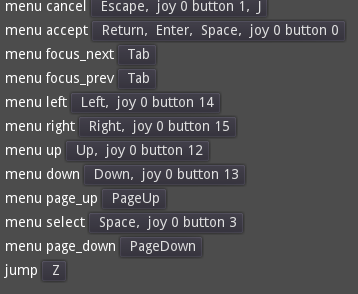 menu cancel Escape, joy 0 button 1, J
menu accept Return, Enter, Space, joy 0 button 0
menu focus_next Tab
menu focus_prev Tab
menu left Left, joy 0 button 14
menu right Right, joy 0 button 15
menu up Up, joy 0 button 12
menu down Down, joy 0 button 13
menu page_up PageUp
menu select Space, joy 0 button 3
menu page_down PageDown
jump Z